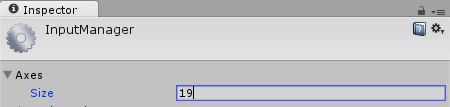 Inspector
InputManager
Axes
Size 19